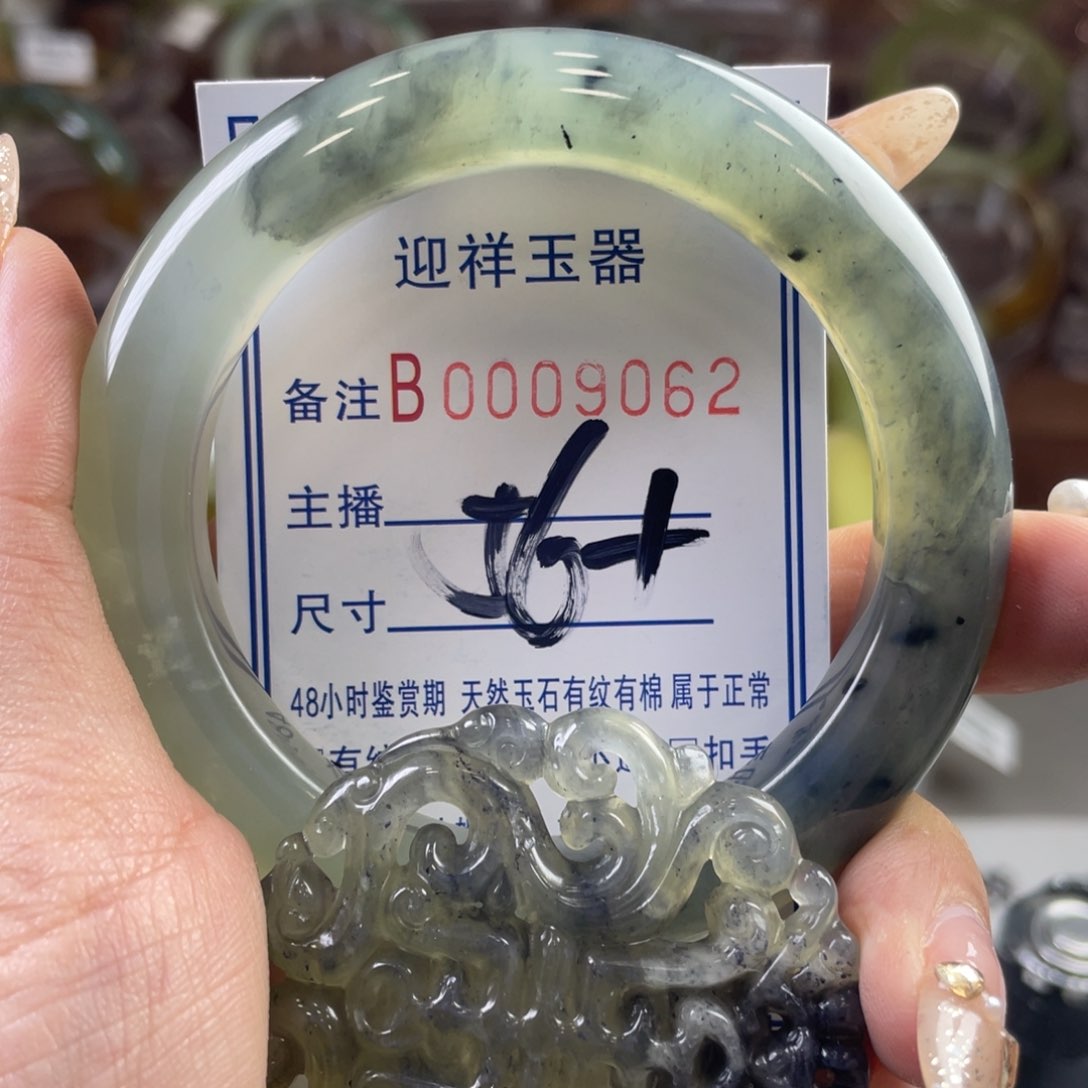 迎祥玉器
备注B0009062
主播
尺寸
56+
48小时鉴赏期 天然玉石有纹有棉属于正常